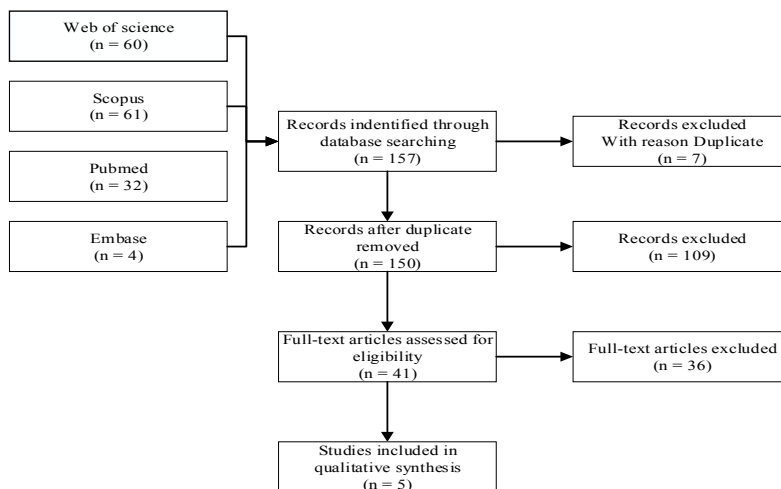 Web of science
(n = 60)
Scopus
(n = 61)
Pubmed
(n = 32)
Embase
(n = 4)
Records indentified through
database searching
(n = 157)
Records excluded
With reason Duplicate
(n = 7)
Records after duplicate
removed
(n = 150)
Records excluded
(n = 109)
Full-text articles assessed for
eligibility
(n = 41)
Full-text articles excluded
(n = 36)
Studies included in
qualitative synthesis
(n = 5)